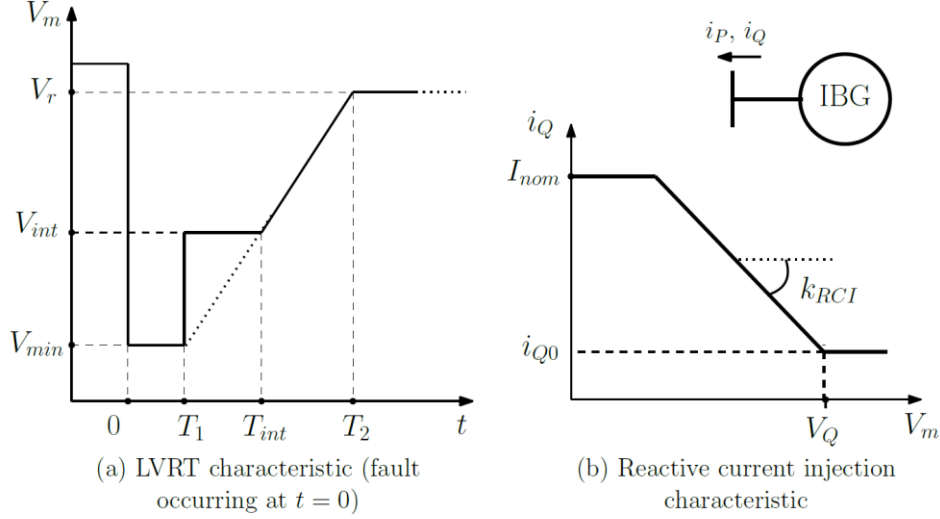 V_m
V_r
V_int
V_min
0 T_1 T_int T_2 t
(a) LVRT characteristic (fault
occurring at t = 0)
i_P, i_Q
IBG
i_Q
I_nom
k_RCI
i_Q0
V_Q V_m
(b) Reactive current injection
characteristic